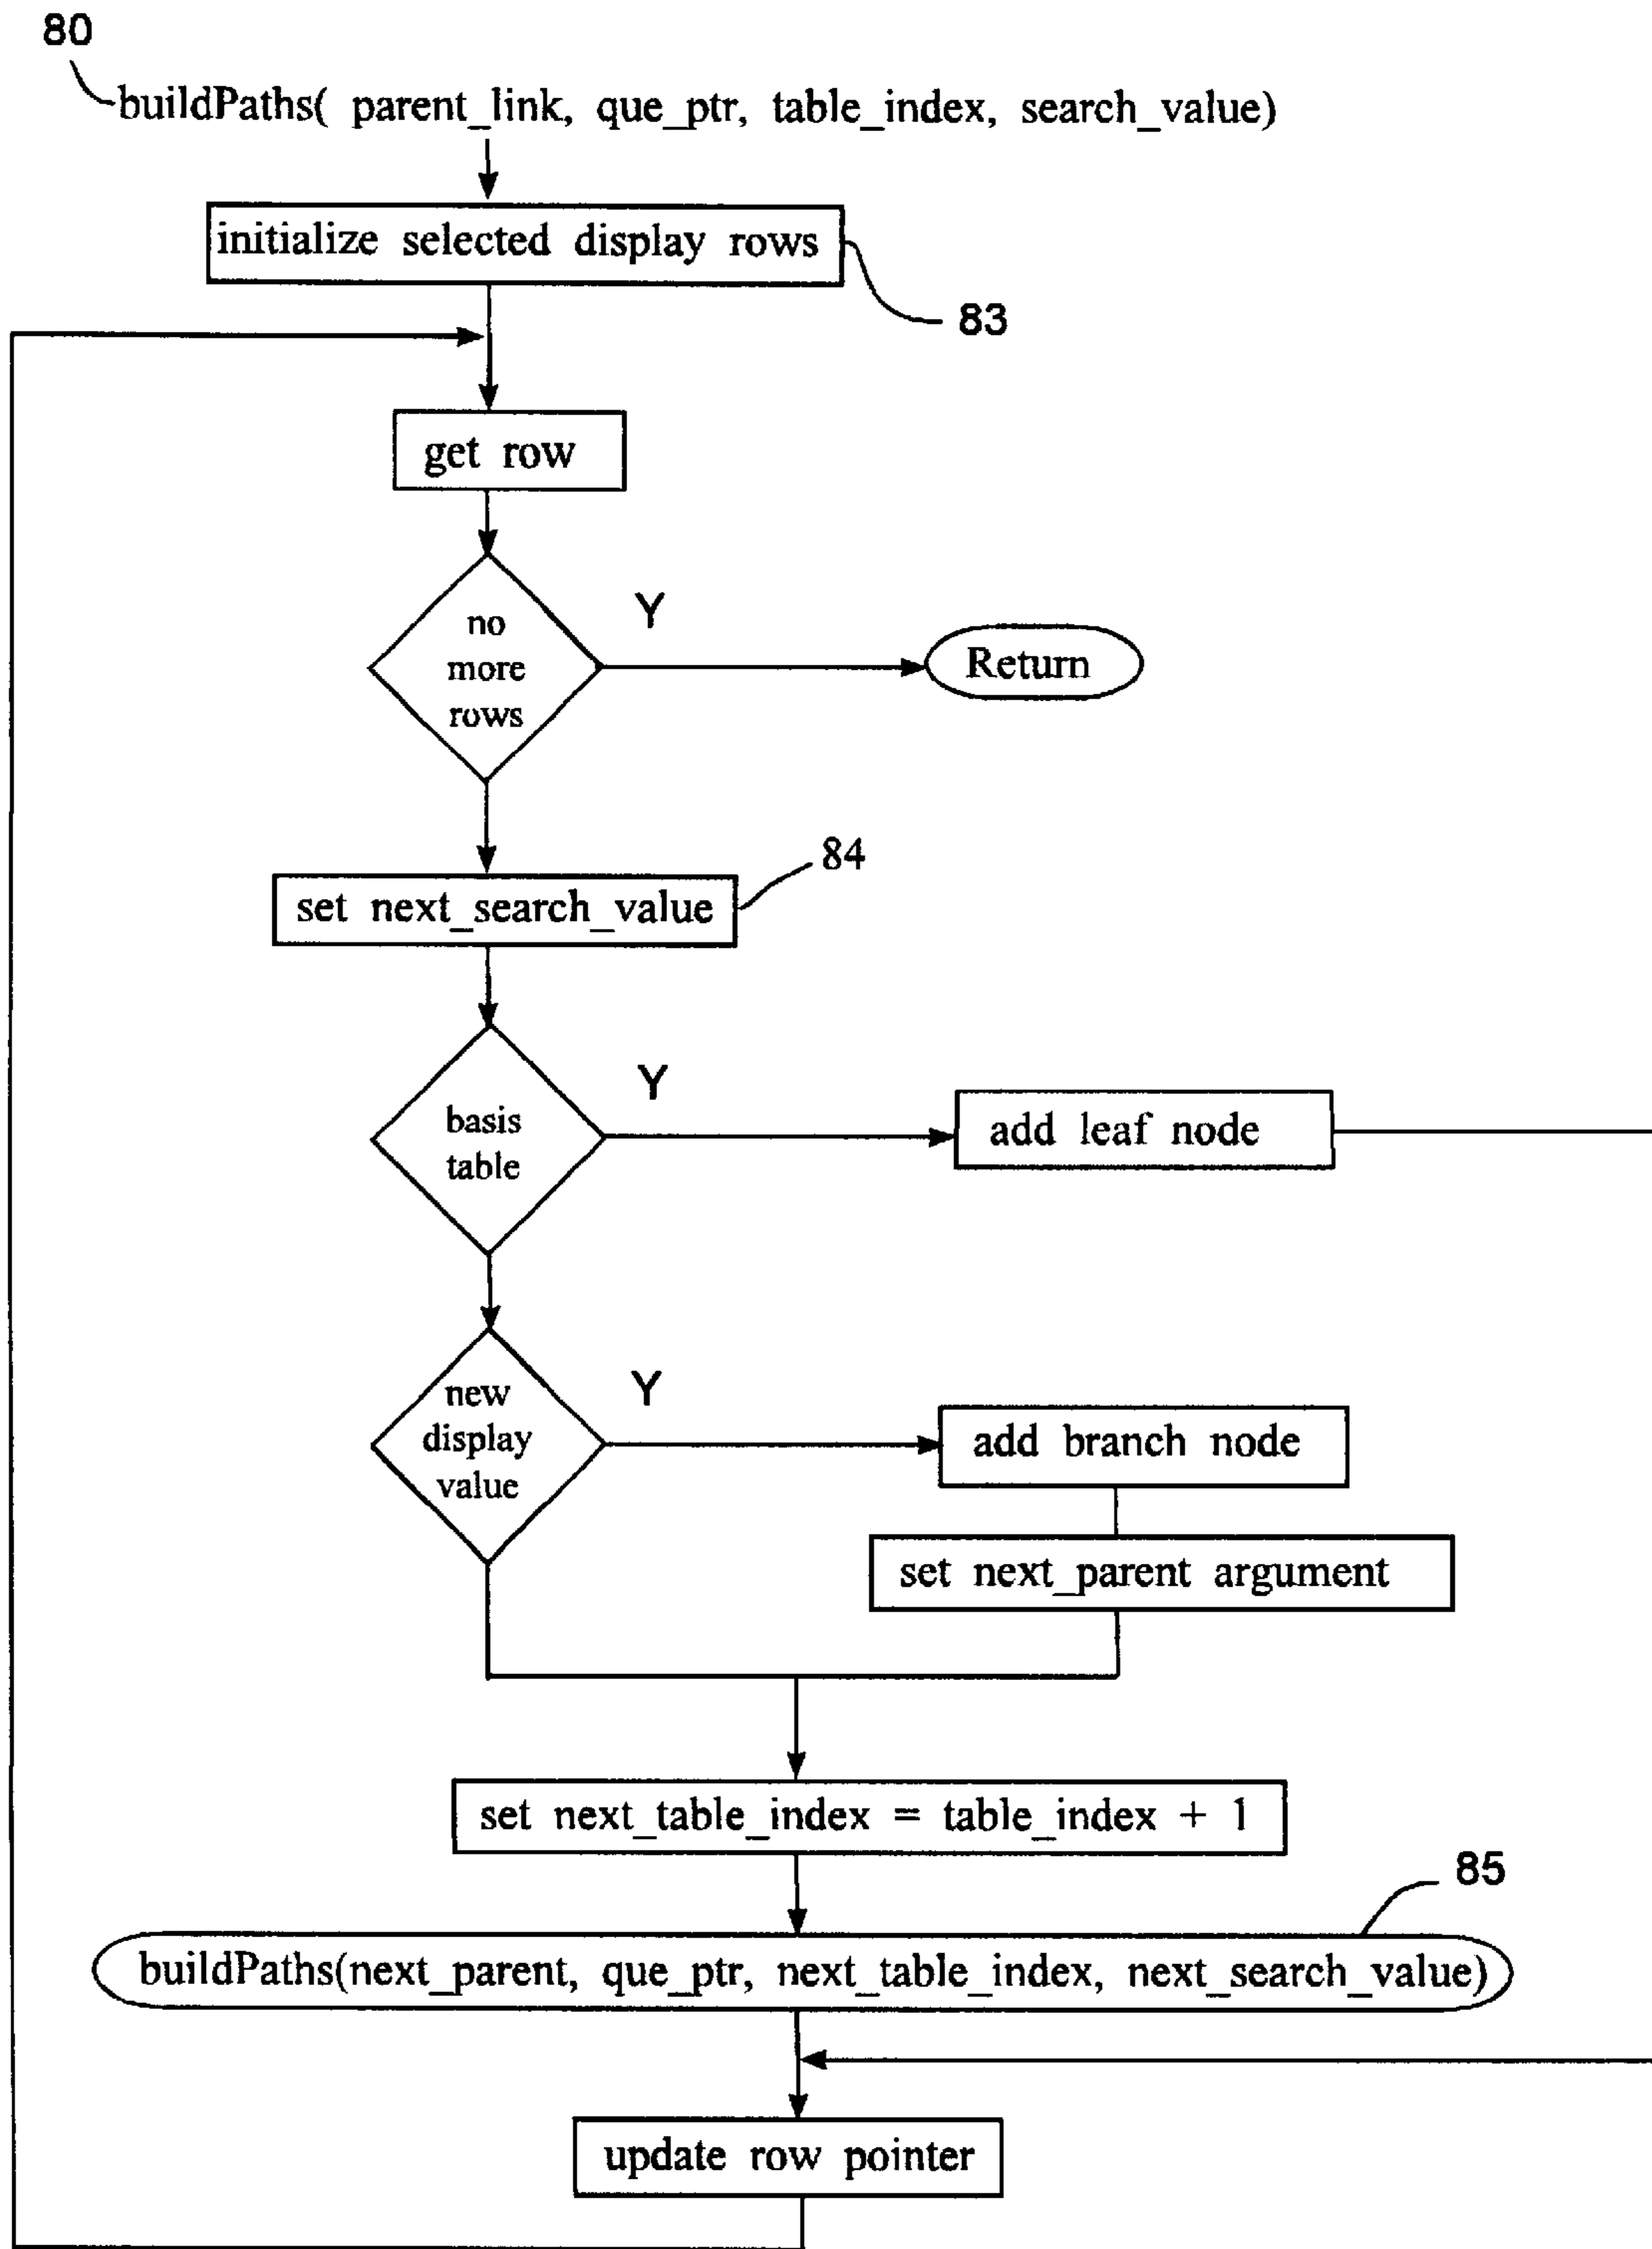 80
buildPaths( parent_link, que_ptr, table_index, search_value)
initialize selected display rows
83
get row
no
more
rows
Y
Return
84
set next_search_value
basis
table
Y
add leaf node
new
display
value
Y
add branch node
set next_parent argument
set next_table_index = table_index + 1
85
buildPaths(next_parent, que_ptr, next_table_index, next_search_value)
update row pointer